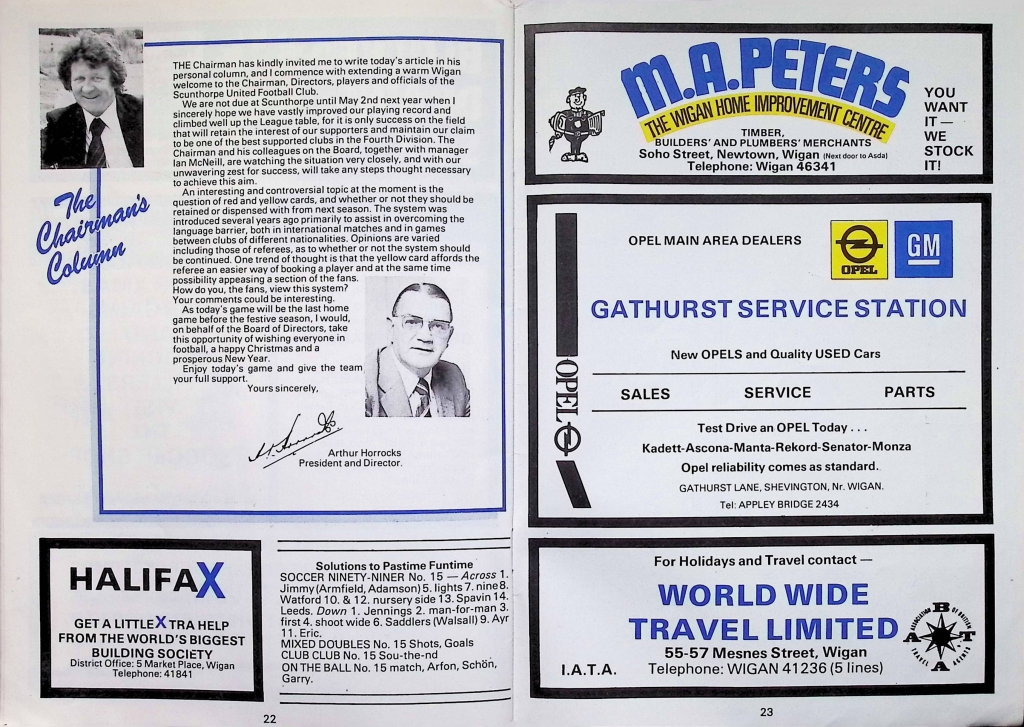 The
Chairman's
Column
THE Chairman has kindly invited me to write today's article in his
personal column, and I commence with extending a warm Wigan
welcome to the Chairman, Directors, players and officials of the
Scunthorpe United Football Club.
We are not due at Scunthorpe until May 2nd next year when I
sincerely hope we have vastly improved our playing record and
climbed well up the League table, for it is only success on the field
that will retain the interest of our supporters and maintain our claim
to be one of the best supported clubs in the Fourth Division. The
Chairman and his colleagues on the Board, together with manager
Ian McNeill, are watching the situation very closely, and with our
unwavering zest for success, will take any steps thought necessary
to achieve this aim.
An interesting and controversial topic at the moment is the
question of red and yellow cards, and whether or not they should be
retained or dispensed with from next season. The system was
introduced several years ago primarily to assist in overcoming the
language barrier, both in international matches and in games
between clubs of different nationalities. Opinions are varied
including those of referees, as to whether or not the system should
be continued. One trend of thought is that the yellow card affords the
referee an easier way of booking a player and at the same time
possibility appeasing a section of the fans.
How do you, the fans, view this system?
Your comments could be interesting.
As today's game will be the last home
game before the festive season, I would,
on behalf of the Board of Directors, take
this opportunity of wishing everyone in
football, a happy Christmas and a
prosperous New Year.
Enjoy today's game and give the team
your full support.
Yours sincerely,
Arthur Horrocks
President and Director.
HALIFAX
GET A LITTLE X TRA HELP
FROM THE WORLD'S BIGGEST
BUILDING SOCIETY
District Office: 5 Market Place, Wigan
Telephone: 41841
Solutions to Pastime Funtime
SOCCER NINETY-NINER No. 15 — Across 1.
Jimmy (Armfield, Adamson) 5. lights 7. nine 8.
Watford 10. & 12. nursery side 13. Spavin 14.
Leeds. Down 1. Jennings 2. man-for-man 3.
first 4. shoot wide 6. Saddlers (Walsall) 9. Ayr
11. Eric.
MIXED DOUBLES No. 15 Shots, Goals
CLUB CLUB No. 15 Sou-the-nd
ON THE BALL No. 15 match, Arfon, Schön,
Garry.
22
M.A.PETERS
THE WIGAN HOME IMPROVEMENT CENTRE
TIMBER,
BUILDERS' AND PLUMBERS' MERCHANTS
Soho Street, Newtown, Wigan (Next door to Asda)
Telephone: Wigan 46341
YOU
WANT
IT —
WE
STOCK
IT!
OPEL MAIN AREA DEALERS
OPEL
GM
GATHURST SERVICE STATION
New OPELS and Quality USED Cars
SALES SERVICE PARTS
Test Drive an OPEL Today . . .
Kadett-Ascona-Manta-Rekord-Senator-Monza
Opel reliability comes as standard.
GATHURST LANE, SHEVINGTON, Nr. WIGAN.
Tel: APPLEY BRIDGE 2434
OPEL
For Holidays and Travel contact —
WORLD WIDE
TRAVEL LIMITED
55-57 Mesnes Street, Wigan
I.A.T.A. Telephone: WIGAN 41236 (5 lines)
ABTA
ASSOCIATION OF BRITISH TRAVEL AGENTS
23